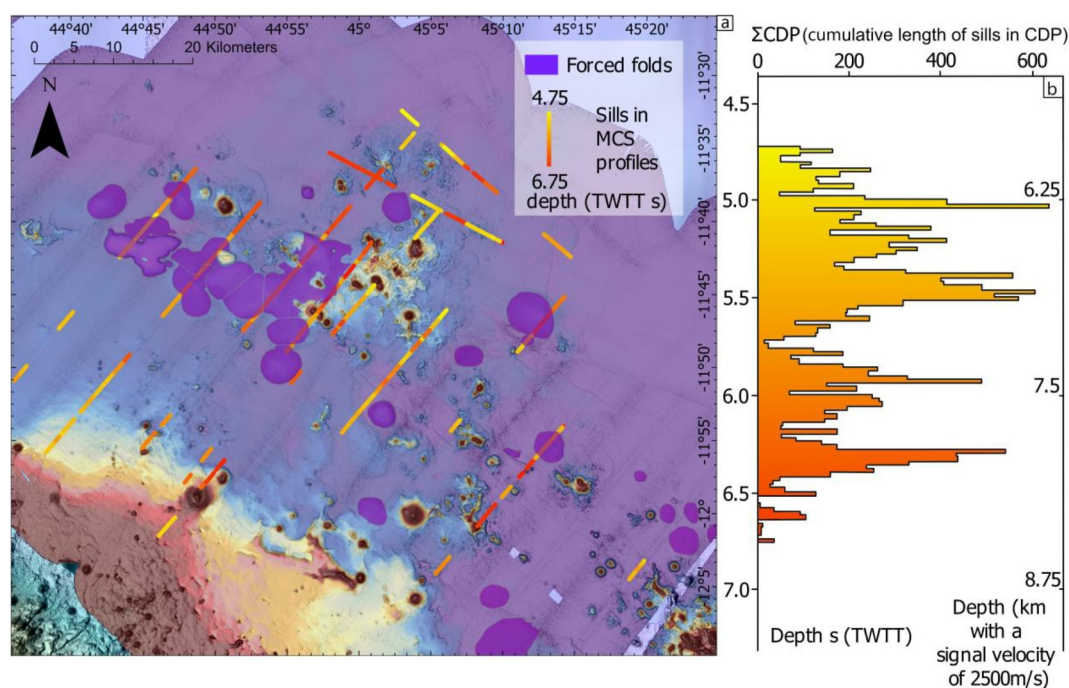 44°40' 44°45' 44°50' 44°55' 45° 45°5' 45°10' 45°15' 45°20'
a
0 5 10 20 Kilometers
N
Forced folds
4.75
Sills in
MCS
profiles
6.75
depth (TWTT s)
-11°30'
-11°35'
-11°40'
-11°45'
-11°50'
-11°55'
-12°
-12°5'
ΣCDP (cumulative length of sills in CDP)
0 200 400 600
b
4.5
5.0
5.5
6.0
6.5
7.0
6.25
7.5
8.75
Depth s (TWTT)
Depth (km
with a
signal velocity
of 2500m/s)